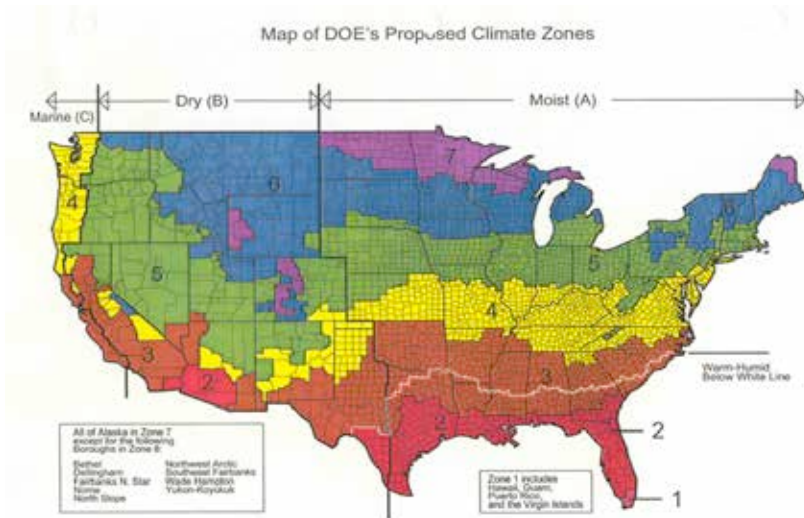 Map of DOE's Proposed Climate Zones
Marine (C)
Dry (B)
Moist (A)
7
6
6
4
5
5
4
3
3
2
2
Warm-Humid
Below White Line
2
1
All of Alaska in Zone 7
except for the following
Boroughs in Zone 8:
Bethel
Dellingham
Fairbanks N. Star
Nome
North Slope
Northwest Arctic
Southeast Fairbanks
Wade Hampton
Yukon-Koyukuk
Zone 1 includes
Hawaii, Guam,
Puerto Rico,
and the Virgin Islands